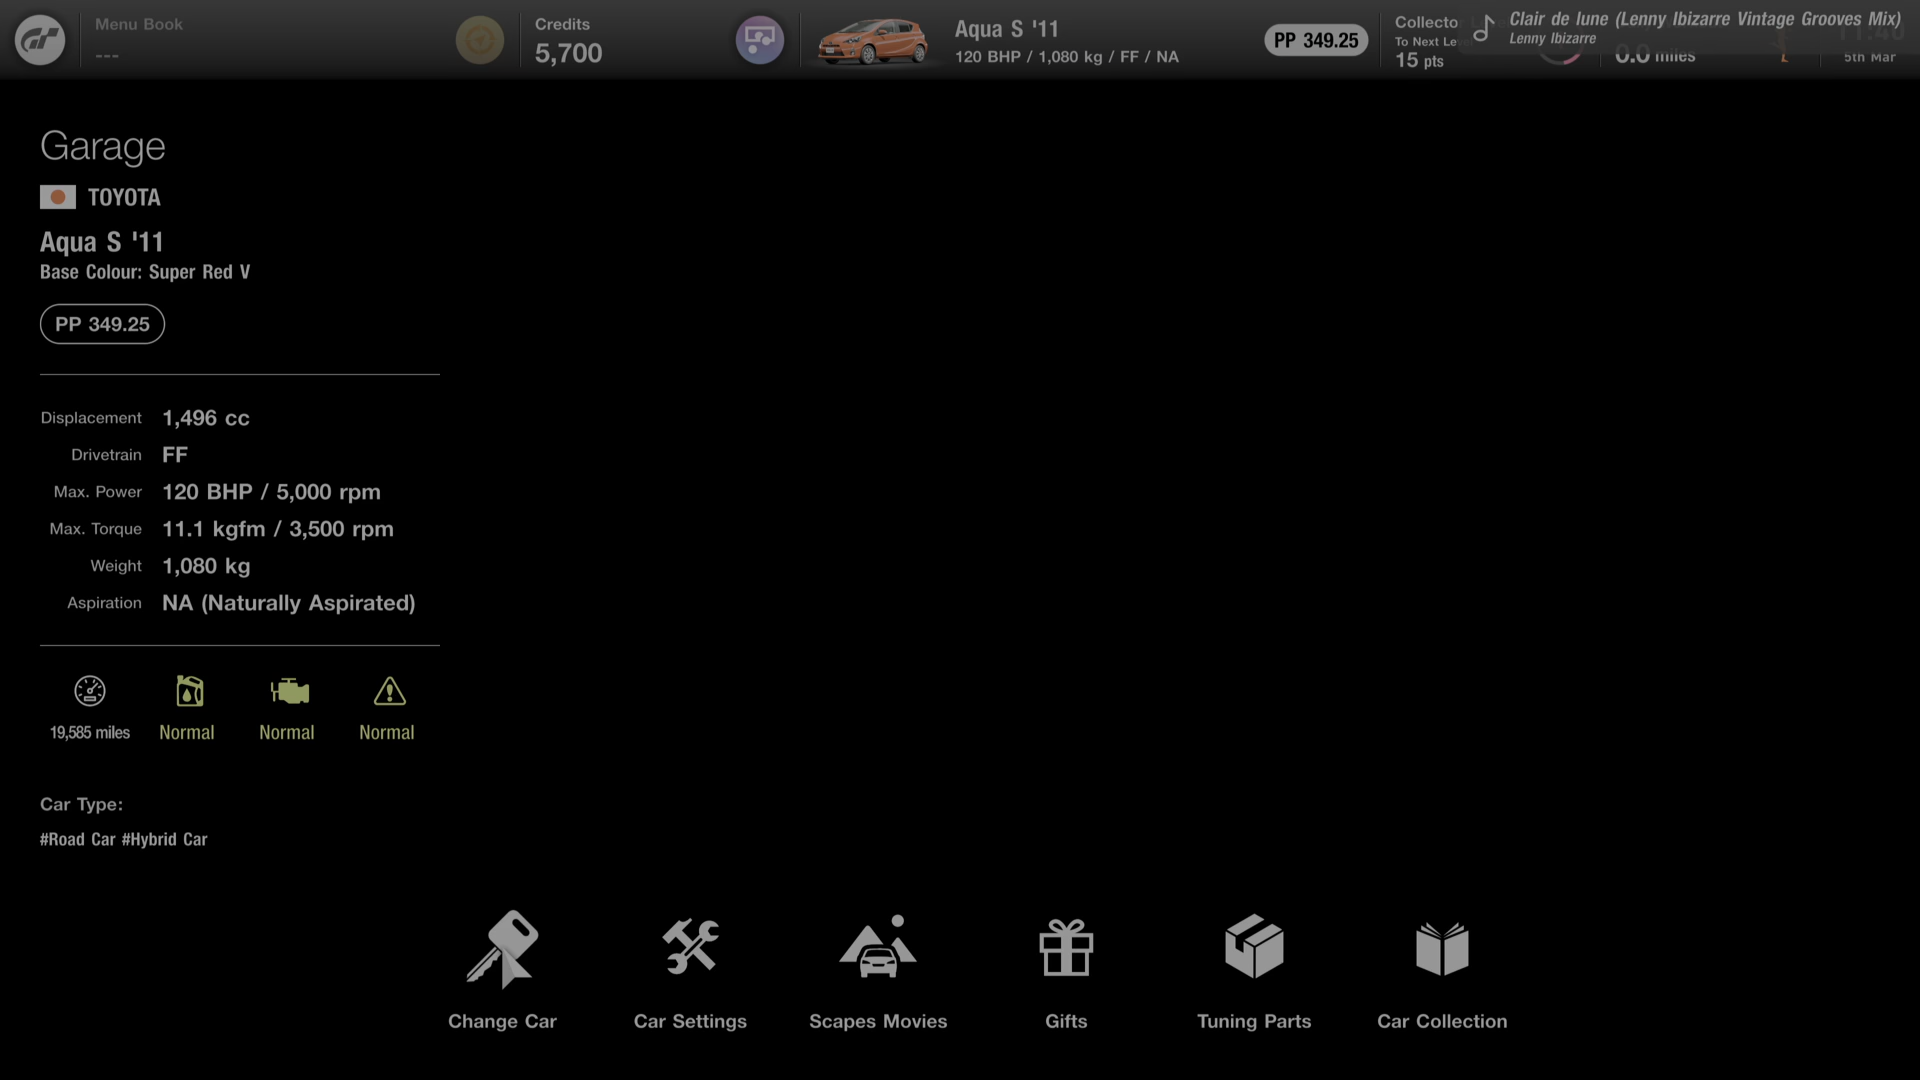 Menu Book
---
Credits
5,700
Aqua S '11
120 BHP / 1,080 kg / FF / NA
PP 349.25
Collecto
To Next Le
15 pts
Clair de lune (Lenny Ibizarre Vintage Grooves Mix)
Lenny Ibizarre
0.0 miles
11:40
5th Mar
Garage
TOYOTA
Aqua S '11
Base Colour: Super Red V
PP 349.25
Displacement 1,496 cc
Drivetrain FF
Max. Power 120 BHP / 5,000 rpm
Max. Torque 11.1 kgfm / 3,500 rpm
Weight 1,080 kg
Aspiration NA (Naturally Aspirated)
19,585 miles Normal Normal Normal
Car Type:
#Road Car #Hybrid Car
Change Car Car Settings Scapes Movies Gifts Tuning Parts Car Collection